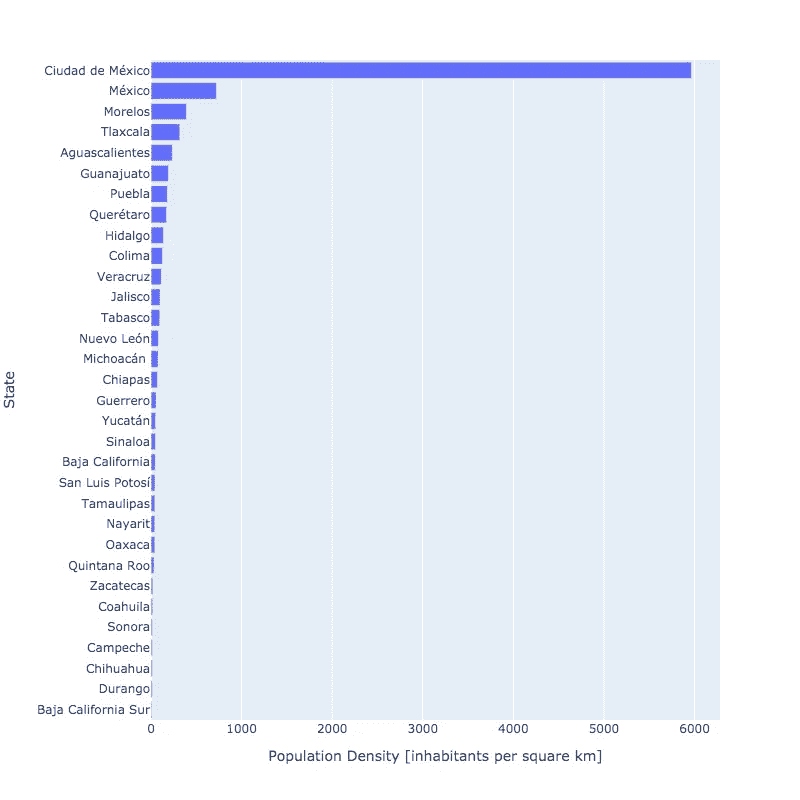 Ciudad de México
México
Morelos
Tlaxcala
Aguascalientes
Guanajuato
Puebla
Querétaro
Hidalgo
Colima
Veracruz
Jalisco
Tabasco
Nuevo León
Michoacán
Chiapas
Guerrero
Yucatán
Sinaloa
Baja California
San Luis Potosí
Tamaulipas
Nayarit
Oaxaca
Quintana Roo
Zacatecas
Coahuila
Sonora
Campeche
Chihuahua
Durango
Baja California Sur
State
0 1000 2000 3000 4000 5000 6000
Population Density [inhabitants per square km]